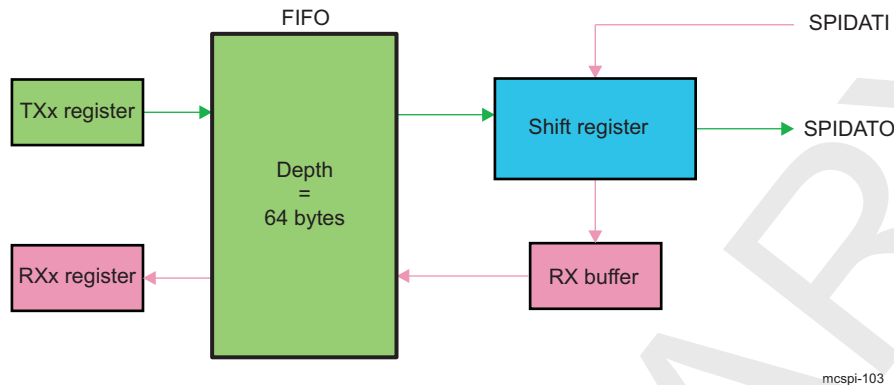 FIFO
SPIDATI
TXx register
Shift register
SPIDATO
Depth
=
64 bytes
RXx register
RX buffer
mcspi-103